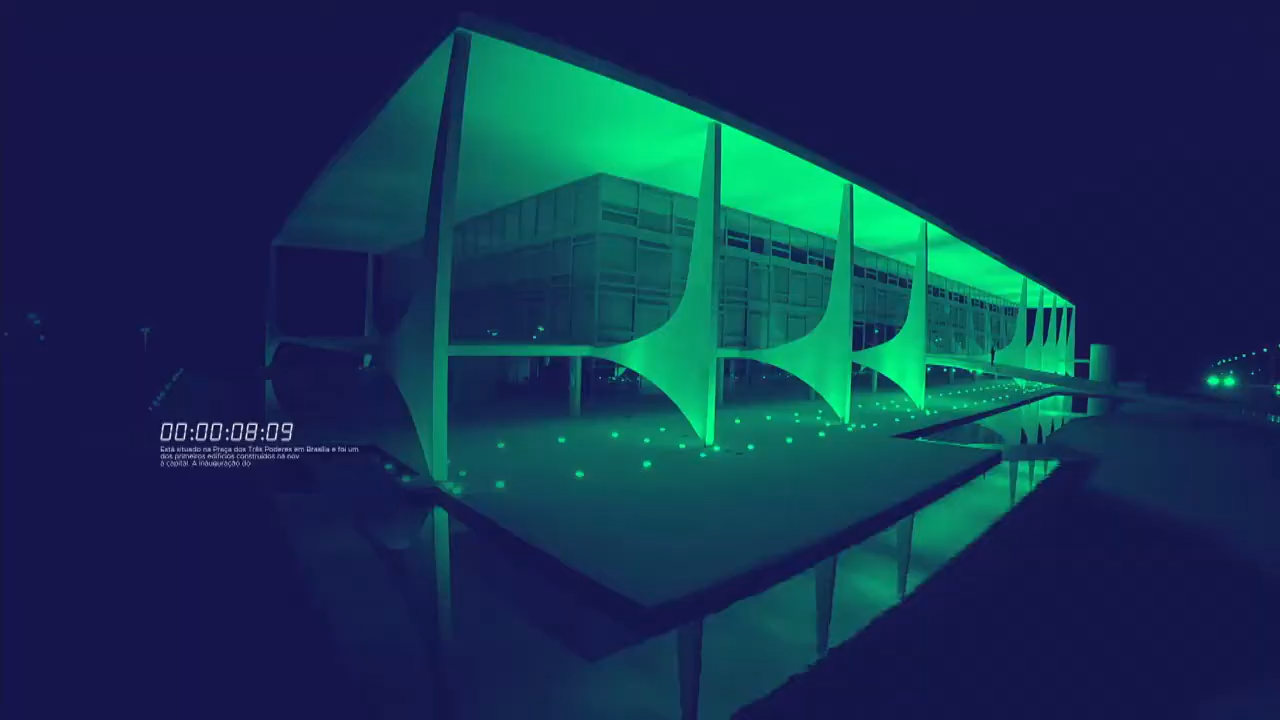 00:00:08:09
Está situado na Praça dos Três Poderes em Brasília e foi um
dos primeiros edifícios construídos na nov
a capital. A inauguração do